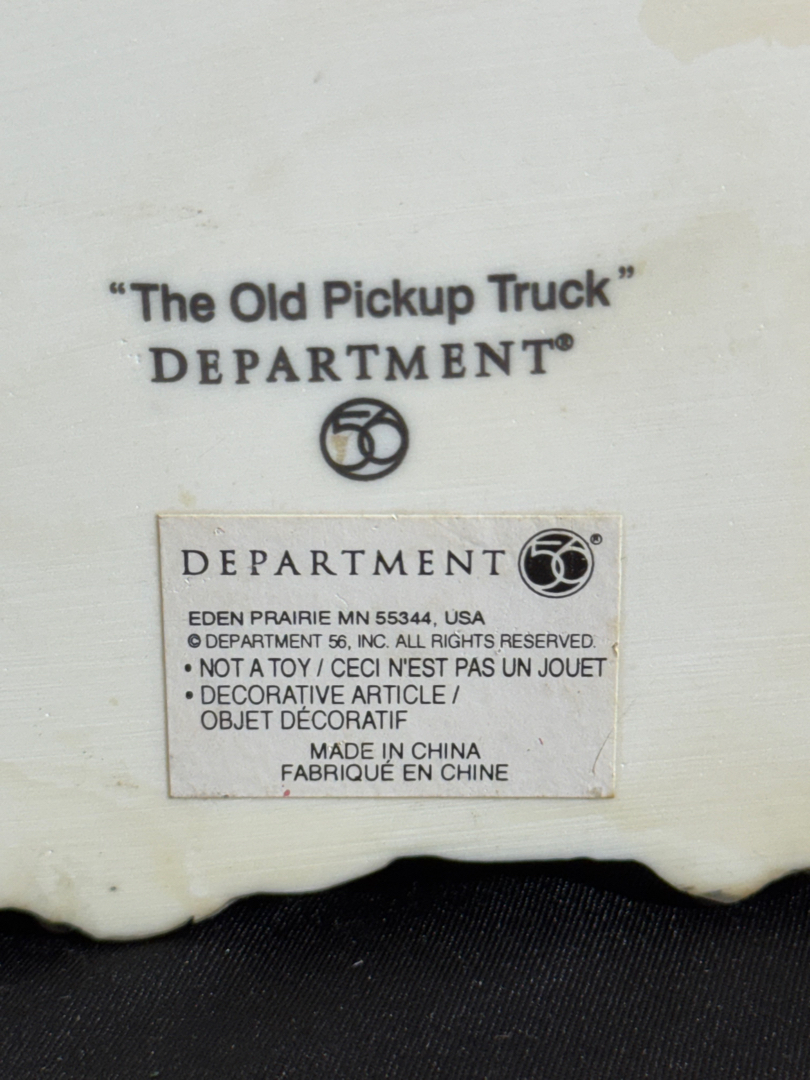 “The Old Pickup Truck”
DEPARTMENT®
56
DEPARTMENT 56®
EDEN PRAIRIE MN 55344, USA
© DEPARTMENT 56, INC. ALL RIGHTS RESERVED.
• NOT A TOY / CECI N'EST PAS UN JOUET
• DECORATIVE ARTICLE /
OBJET DÉCORATIF
MADE IN CHINA
FABRIQUÉ EN CHINE